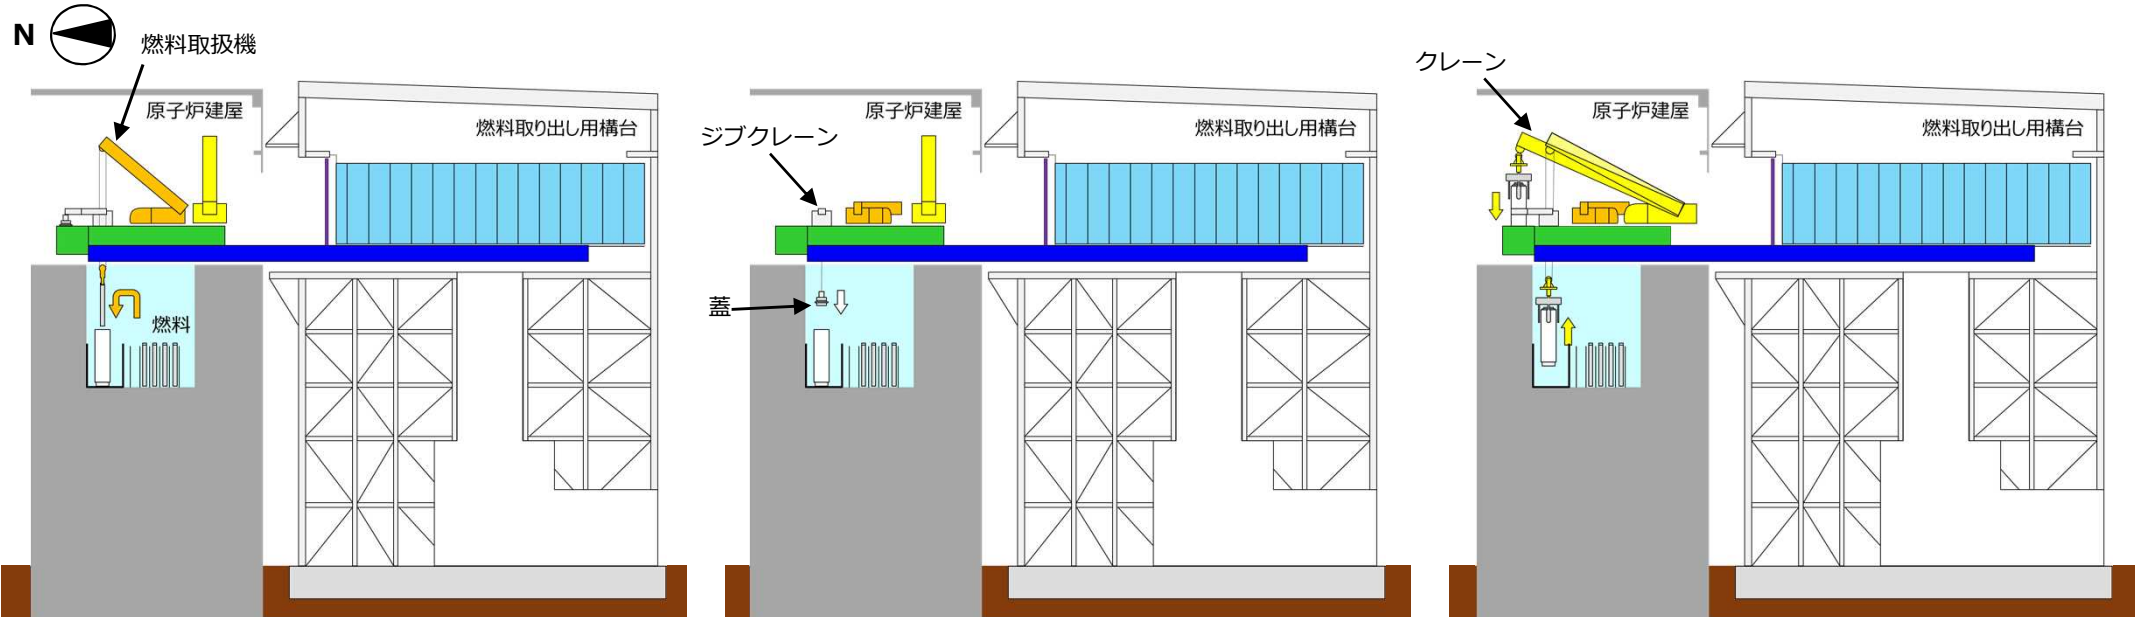 N
燃料取扱機
原子炉建屋
燃料取り出し用構台
燃料
ジブクレーン
原子炉建屋
燃料取り出し用構台
蓋
クレーン
原子炉建屋
燃料取り出し用構台